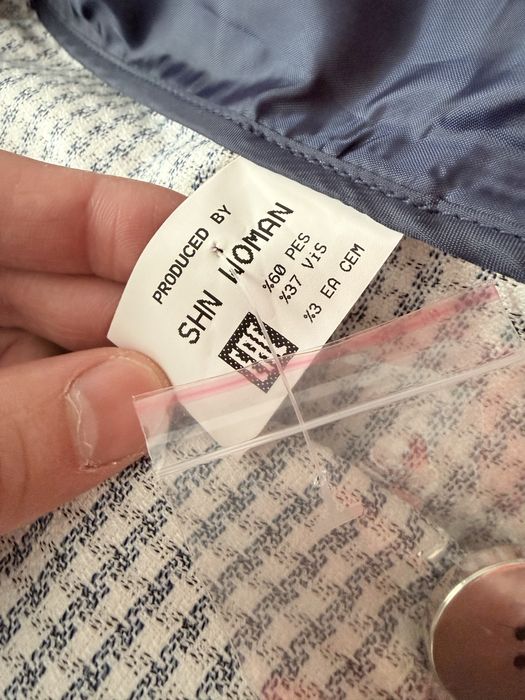 PRODUCED BY
SHN WOMAN
%60 PES
%37 ViS
%3 EA CEM